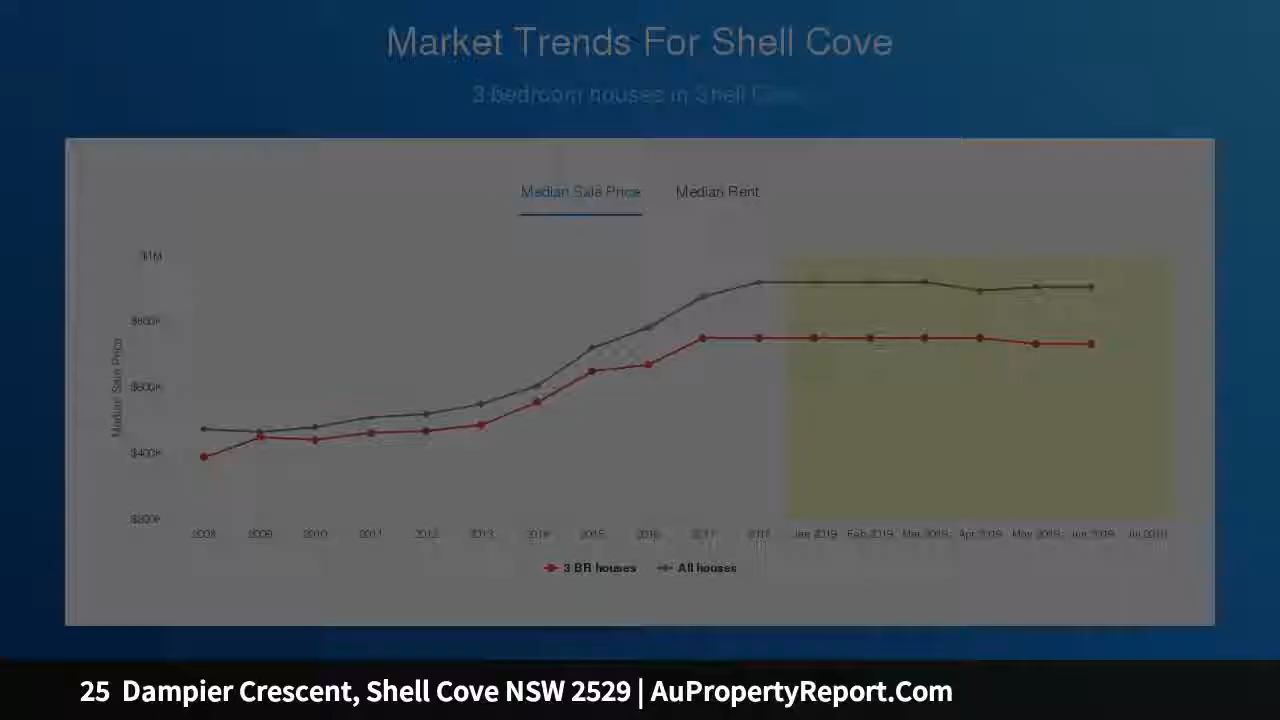 Market Trends For Shell Cove
3 bedroom houses in Shell Cove
Median Sale Price Median Rent
$1M
$800K
$600K
$400K
$200K
Median Sale Price
2008 2009 2010 2011 2012 2013 2014 2015 2016 2017 2018 Jan 2019 Feb 2019 Mar 2019 Apr 2019 May 2019 Jun 2019 Jul 2019
3 BR houses All houses
25 Dampier Crescent, Shell Cove NSW 2529 | AuPropertyReport.Com